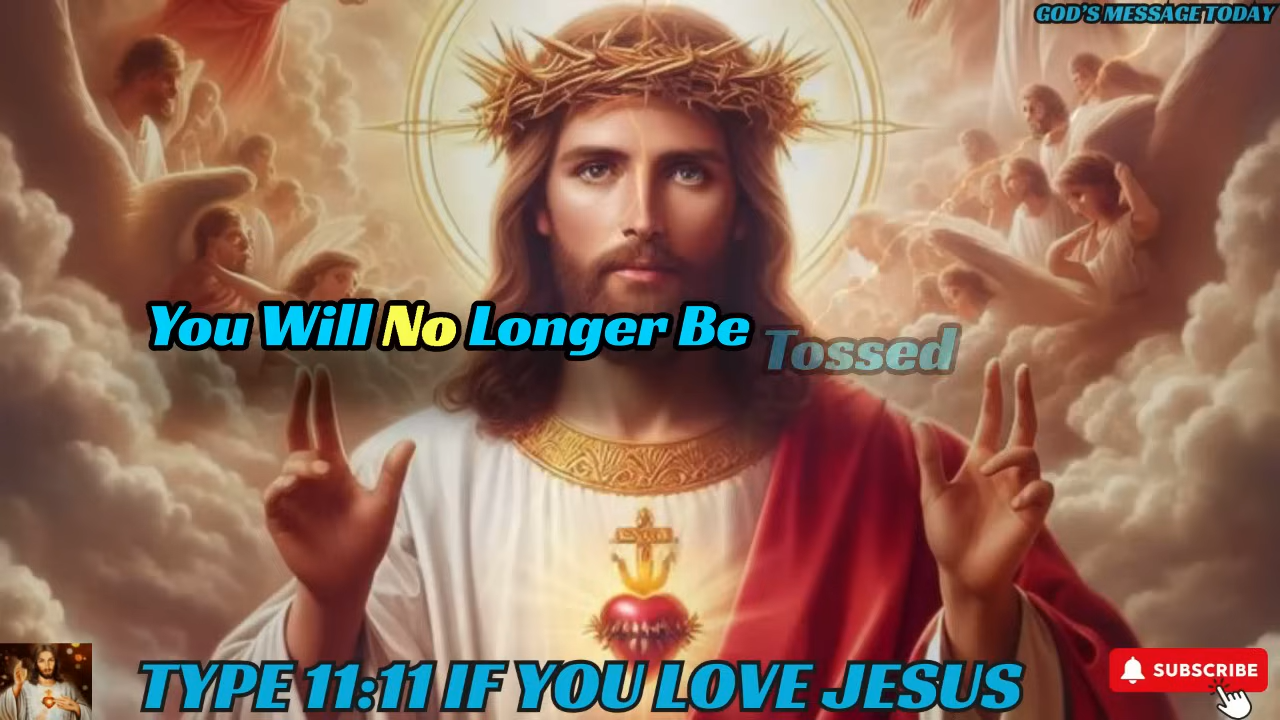 GOD'S MESSAGE TODAY
You Will No Longer Be Tossed
TYPE 11:11 IF YOU LOVE JESUS
SUBSCRIBE